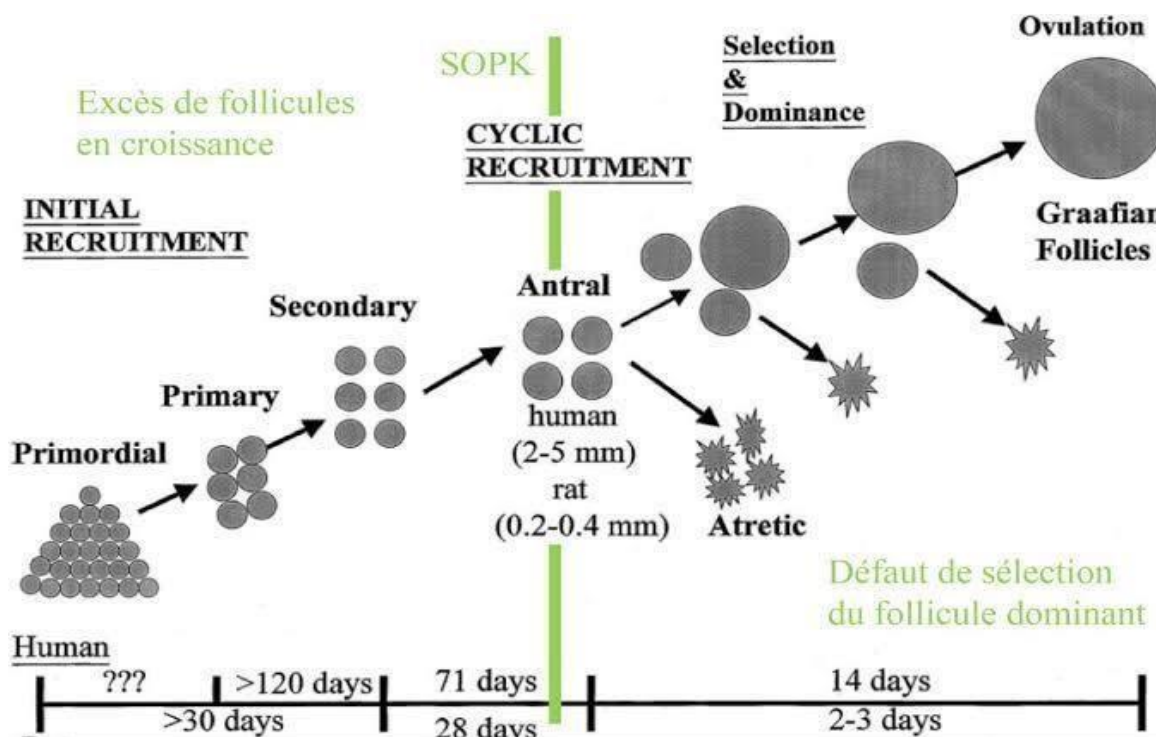 Excès de follicules
en croissance
SOPK
Selection
&
Dominance
Ovulation
INITIAL
RECRUITMENT
CYCLIC
RECRUITMENT
Graafian
Follicles
Primordial
Primary
Secondary
Antral
human
(2-5 mm)
rat
(0.2-0.4 mm)
Atretic
Défaut de sélection
du follicule dominant
Human
??? >120 days 71 days 14 days
>30 days 28 days 2-3 days